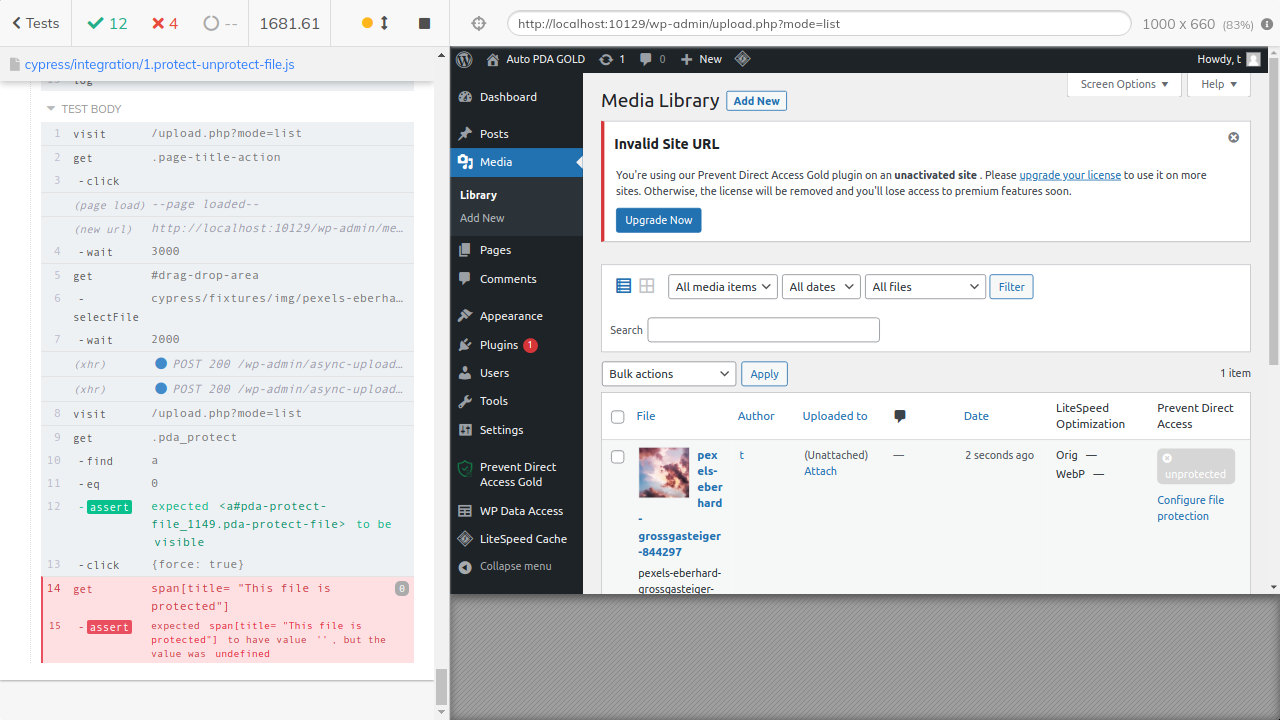 Tests
12
4
--
1681.61
http://localhost:10129/wp-admin/upload.php?mode=list
1000 x 660 (83%)
cypress/integration/1.protect-unprotect-file.js
log
TEST BODY
1 visit /upload.php?mode=list
2 get .page-title-action
3 -click
(page load) --page loaded--
(new url) http://localhost:10129/wp-admin/me…
4 -wait 3000
5 get #drag-drop-area
6 - cypress/fixtures/img/pexels-eberha…
selectFile
7 -wait 2000
(xhr) POST 200 /wp-admin/async-upload…
(xhr) POST 200 /wp-admin/async-upload…
8 visit /upload.php?mode=list
9 get .pda_protect
10 -find a
11 -eq 0
12 -assert expected <a#pda-protect-
file_1149.pda-protect-file> to be
visible
13 -click {force: true}
14 get span[title= "This file is 0
protected"]
15 -assert expected span[title= "This file is
protected"] to have value '', but the
value was undefined
Auto PDA GOLD 1 0 New
Howdy, t
Dashboard
Posts
Media
Library
Add New
Pages
Comments
Appearance
Plugins 1
Users
Tools
Settings
Prevent Direct
Access Gold
WP Data Access
LiteSpeed Cache
Collapse menu
Screen Options
Help
Media Library Add New
Invalid Site URL
You're using our Prevent Direct Access Gold plugin on an unactivated site . Please upgrade your license to use it on more
sites. Otherwise, the license will be removed and you'll lose access to premium features soon.
Upgrade Now
All media items All dates All files Filter
Search
Bulk actions Apply 1 item
File Author Uploaded to Date LiteSpeed
Optimization Prevent Direct
Access
pex
els-
eber
hard
-
grossgasteiger
-844297
pexels-eberhard-
grossgasteiger-
t
(Unattached)
Attach
—
2 seconds ago
Orig —
WebP —
unprotected
Configure file
protection